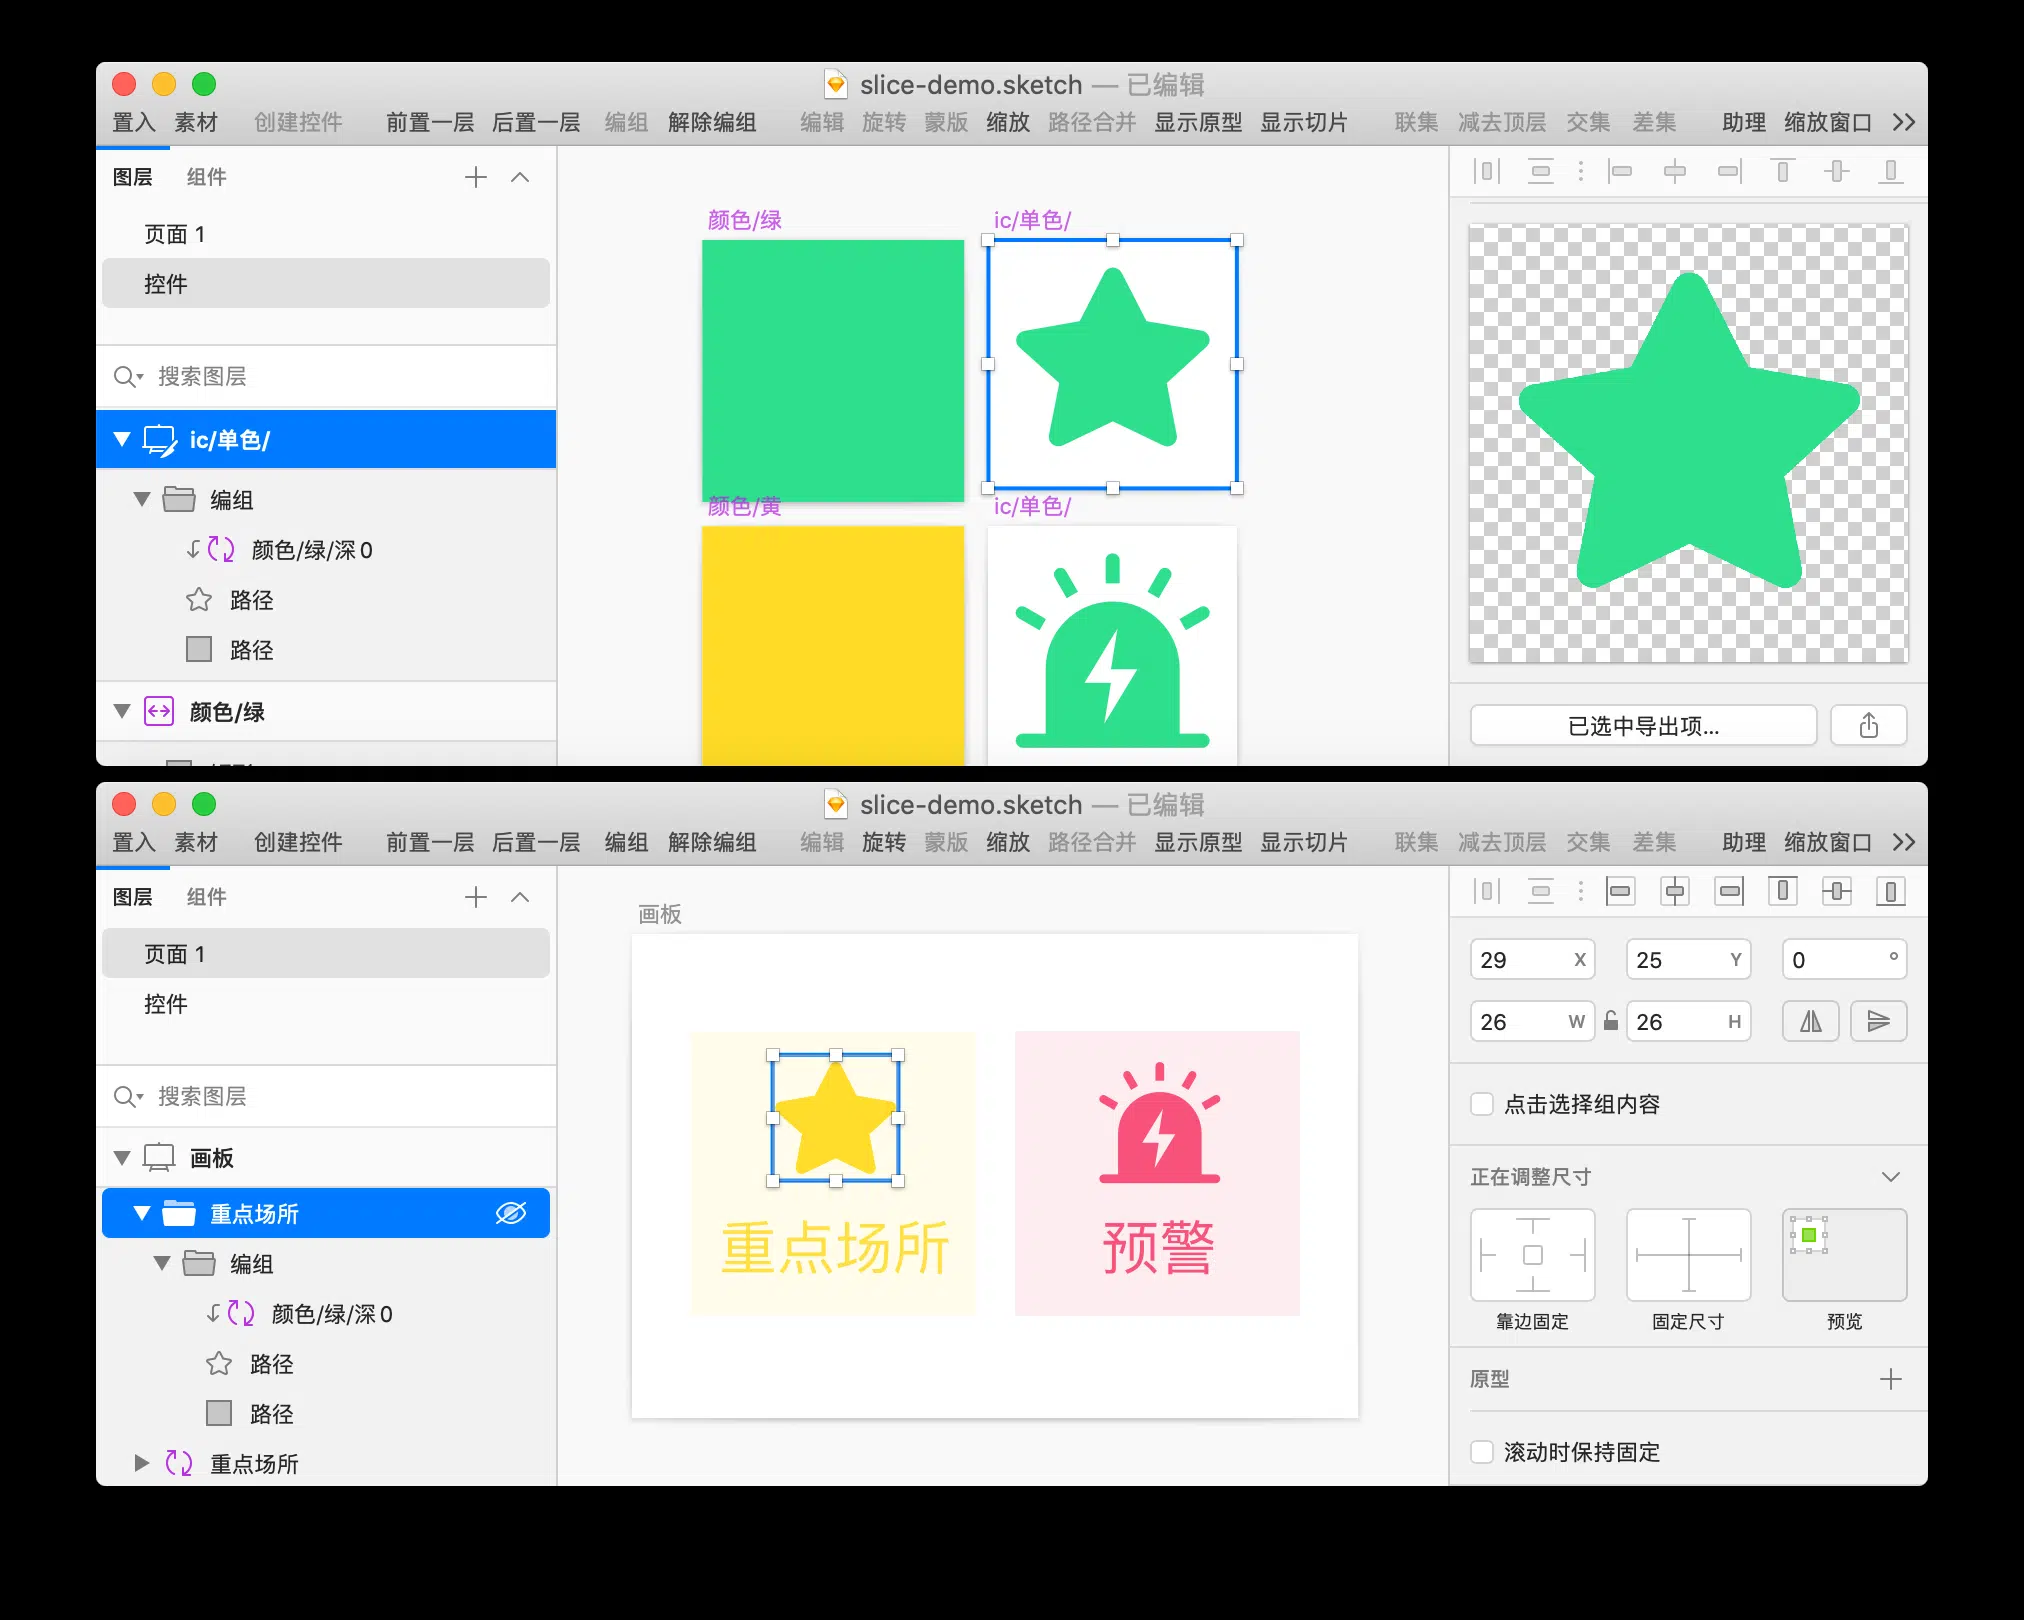 slice-demo.sketch — 已编辑
置入 素材 创建控件 前置一层 后置一层 编组 解除编组 编辑 旋转 蒙版 缩放 路径合并 显示原型 显示切片 联集 减去顶层 交集 差集 助理 缩放窗口
图层 组件
页面 1
控件
搜索图层
ic/单色/
编组
颜色/绿/深 0
路径
路径
颜色/绿
颜色/绿
ic/单色/
颜色/黄
ic/单色/
已选中导出项...
slice-demo.sketch — 已编辑
置入 素材 创建控件 前置一层 后置一层 编组 解除编组 编辑 旋转 蒙版 缩放 路径合并 显示原型 显示切片 联集 减去顶层 交集 差集 助理 缩放窗口
图层 组件
页面 1
控件
搜索图层
画板
重点场所
编组
颜色/绿/深 0
路径
路径
重点场所
画板
重点场所
预警
29 X 25 Y 0 °
26 W 26 H
点击选择组内容
正在调整尺寸
靠边固定 固定尺寸 预览
原型
滚动时保持固定